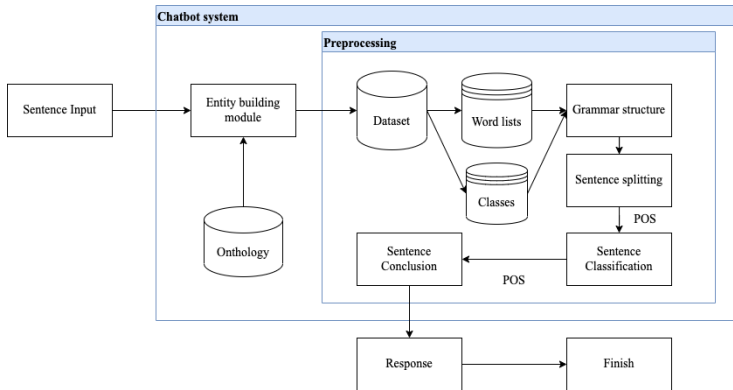 Chatbot system
Preprocessing
Sentence Input
Entity building
module
Dataset
Word lists
Grammar structure
Classes
Sentence splitting
POS
Onthology
Sentence
Conclusion
POS
Sentence
Classification
Response
Finish